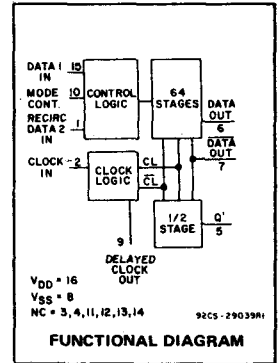 DATA 1 15
IN
MODE 10
CONT.
RECIRC 1
DATA 2
IN
CONTROL
LOGIC
64
STAGES
DATA
OUT
6
DATA
OUT
7
CLOCK 2
IN
CLOCK
LOGIC
CL
CL
1/2
STAGE
Q'
5
9
DELAYED
CLOCK
OUT
VDD = 16
VSS = 8
NC = 3, 4, 11, 12, 13, 14
92CS-29039R1
FUNCTIONAL DIAGRAM